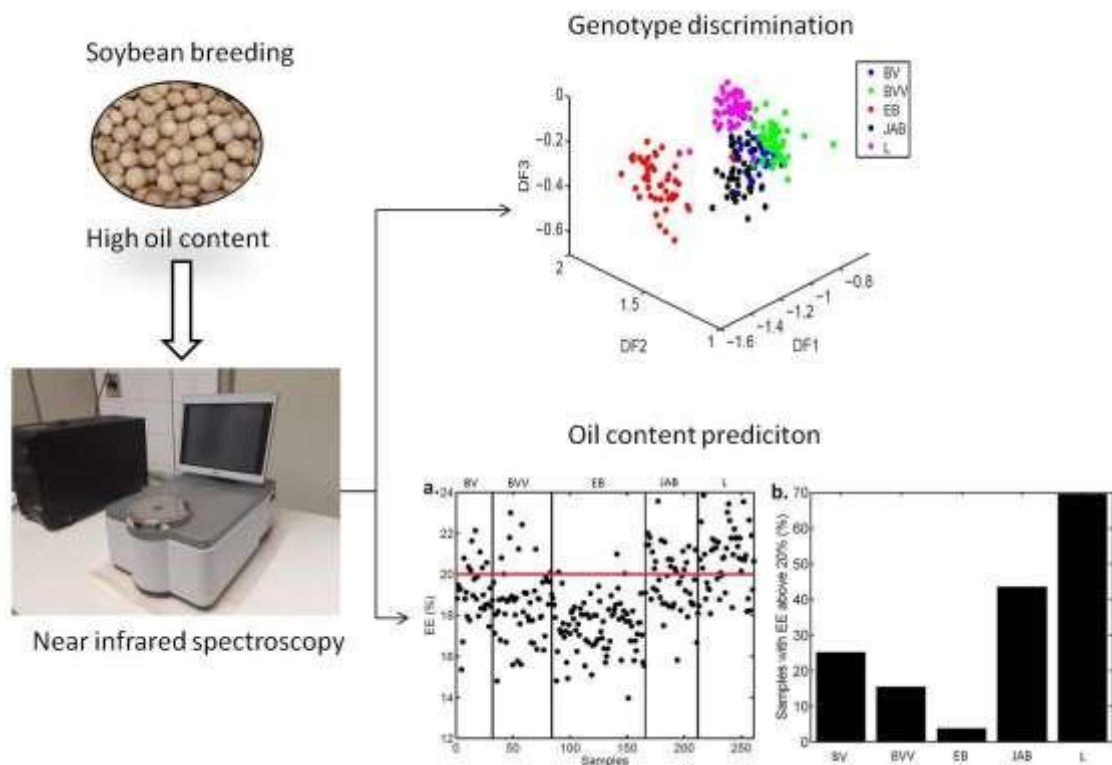 Soybean breeding
High oil content
Near infrared spectroscopy
Genotype discrimination
BV
BVV
EB
JAB
L
0
−0.2
−0.4
−0.6
DF3
2
1.5
1
DF2
−1.6
−1.4
−1.2
−1
−0.8
DF1
Oil content prediciton
a.
BV BVV EB JAB L
24
22
20
18
16
14
12
EE (%)
0 50 100 150 200 250
Samples
b.
70
60
50
40
30
20
10
0
Samples with EE above 20% (%)
BV BVV EB JAB L